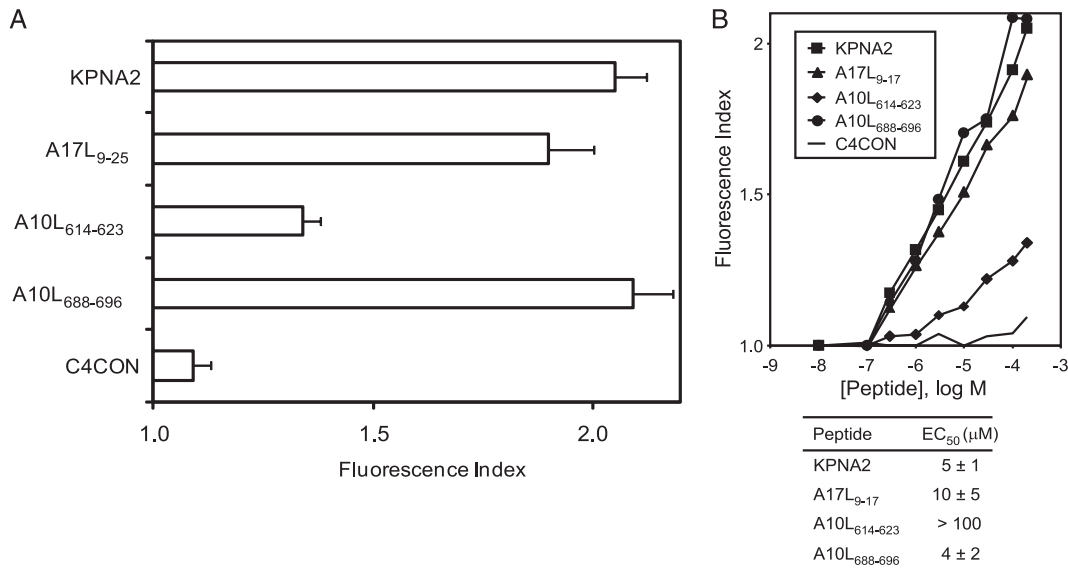 A
KPNA2
A17L9-25
A10L614-623
A10L688-696
C4CON
1.0 1.5 2.0
Fluorescence Index
B
2
1.5
1.0
Fluorescence Index
KPNA2
A17L9-17
A10L614-623
A10L688-696
C4CON
-9 -8 -7 -6 -5 -4 -3
[Peptide], log M
Peptide EC50 (μM)
KPNA2 5 ± 1
A17L9-17 10 ± 5
A10L614-623 > 100
A10L688-696 4 ± 2